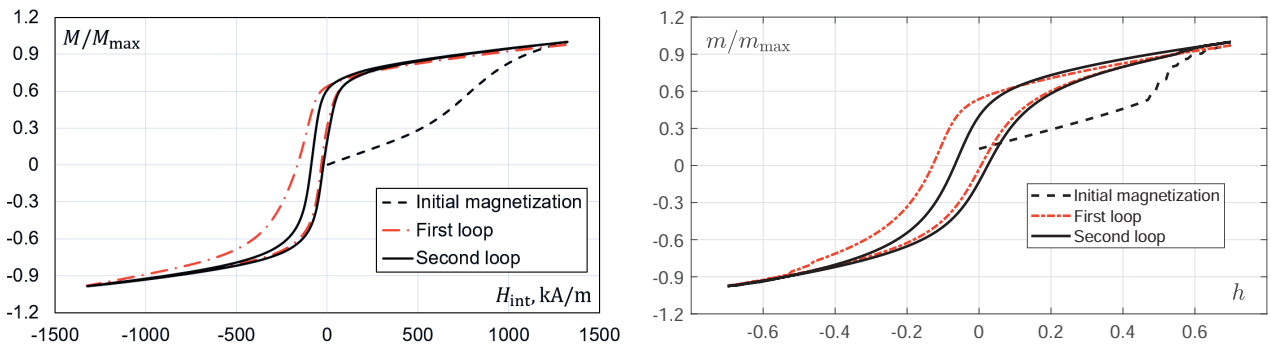 1.2
0.9
0.6
0.3
0
-0.3
-0.6
-0.9
-1.2
M/Mmax
Initial magnetization
First loop
Second loop
Hint, kA/m
-1500 -1000 -500 0 500 1000 1500
1.2
0.9
0.6
0.3
0
-0.3
-0.6
-0.9
-1.2
m/mmax
Initial magnetization
First loop
Second loop
h
-0.6 -0.4 -0.2 0 0.2 0.4 0.6